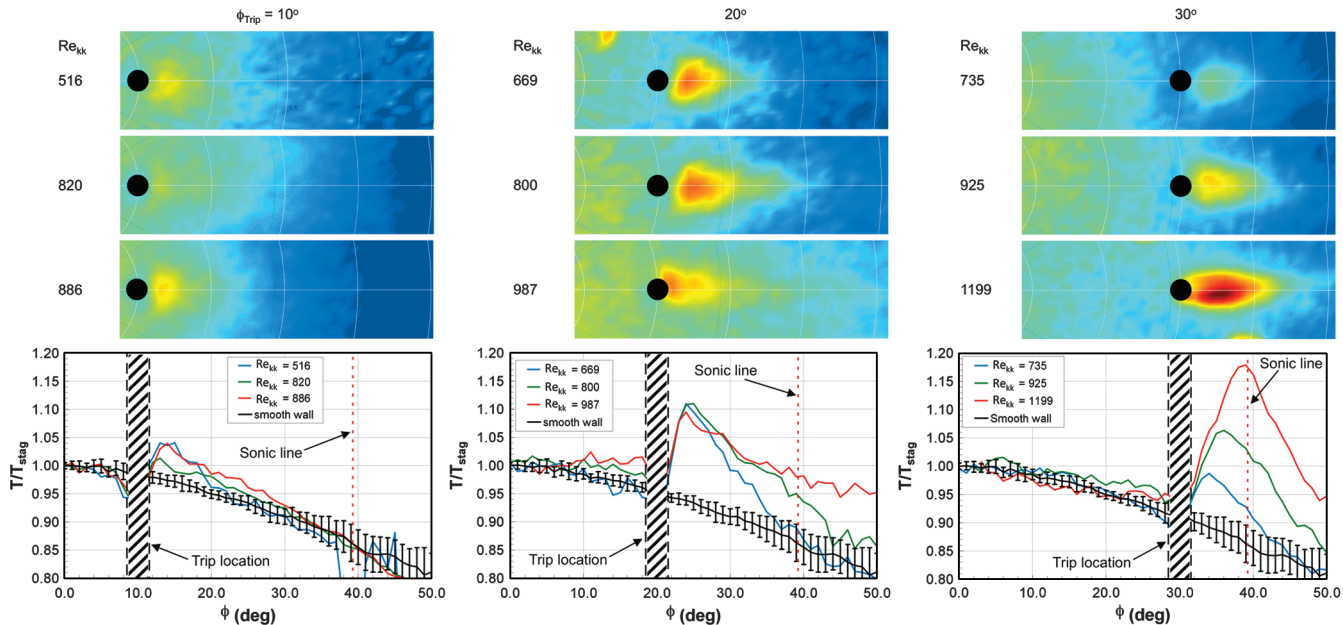 ϕTrip = 10º
20º
30º
Rekk
516
820
886
0.5
Rekk
669
800
987
Rekk
735
925
1199
1.20
1.15
1.10
1.05
1.00
0.95
0.90
0.85
0.80
T/Tstag
Rekk = 516
Rekk = 820
Rekk = 886
smooth wall
Sonic line
Trip location
0.0 10.0 20.0 30.0 40.0 50.0
ϕ (deg)
1.20
1.15
1.10
1.05
1.00
0.95
0.90
0.85
0.80
T/Tstag
Rekk = 669
Rekk = 800
Rekk = 987
smooth wall
Sonic line
Trip location
0.0 10.0 20.0 30.0 40.0 50.0
ϕ (deg)
1.20
1.15
1.10
1.05
1.00
0.95
0.90
0.85
0.80
T/Tstag
Rekk = 735
Rekk = 925
Rekk = 1199
smooth wall
Sonic line
Trip location
0.0 10.0 20.0 30.0 40.0 50.0
ϕ (deg)